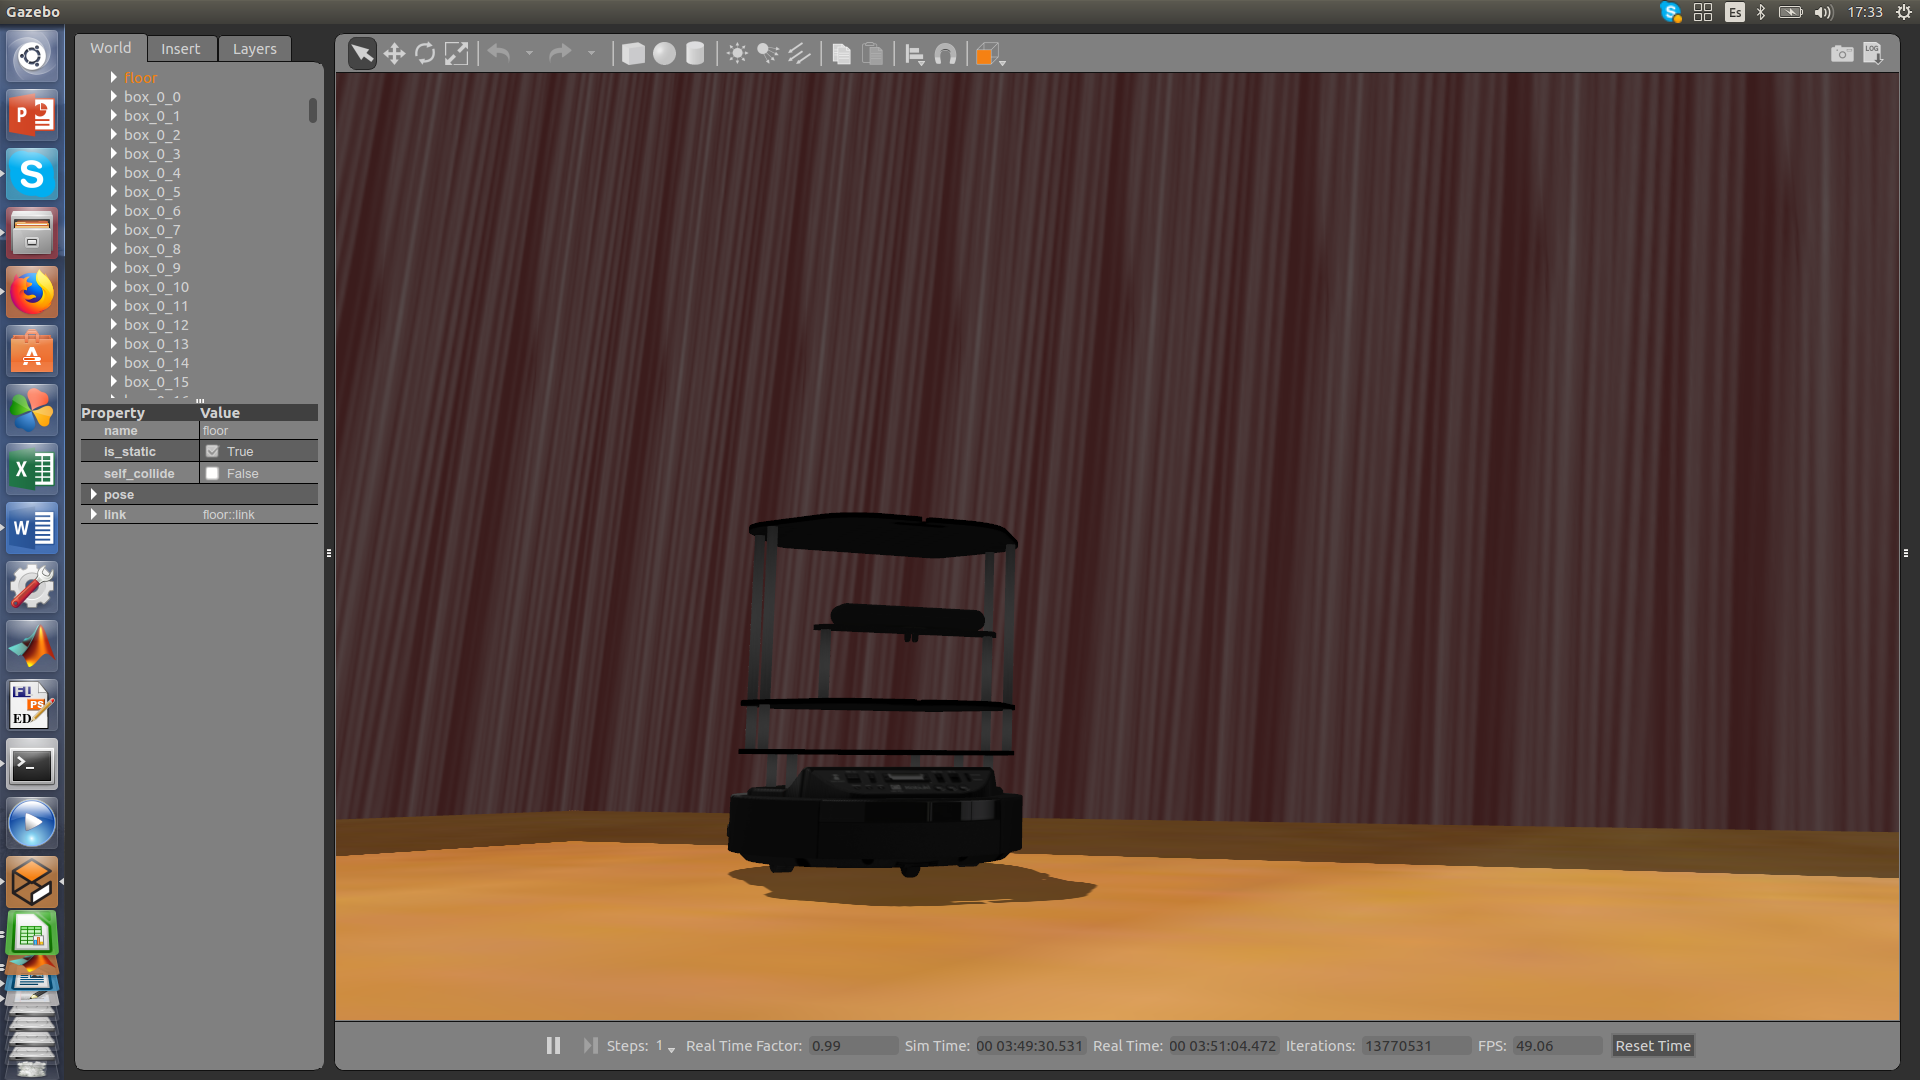 Gazebo
Es
17:33
World
Insert
Layers
LOG
floor
box_0_0
box_0_1
box_0_2
box_0_3
box_0_4
box_0_5
box_0_6
box_0_7
box_0_8
box_0_9
box_0_10
box_0_11
box_0_12
box_0_13
box_0_14
box_0_15
Property Value
name floor
is_static True
self_collide False
pose
link floor::link
Steps: 1 Real Time Factor: 0.99 Sim Time: 00 03:49:30.531 Real Time: 00 03:51:04.472 Iterations: 13770531 FPS: 49.06 Reset Time